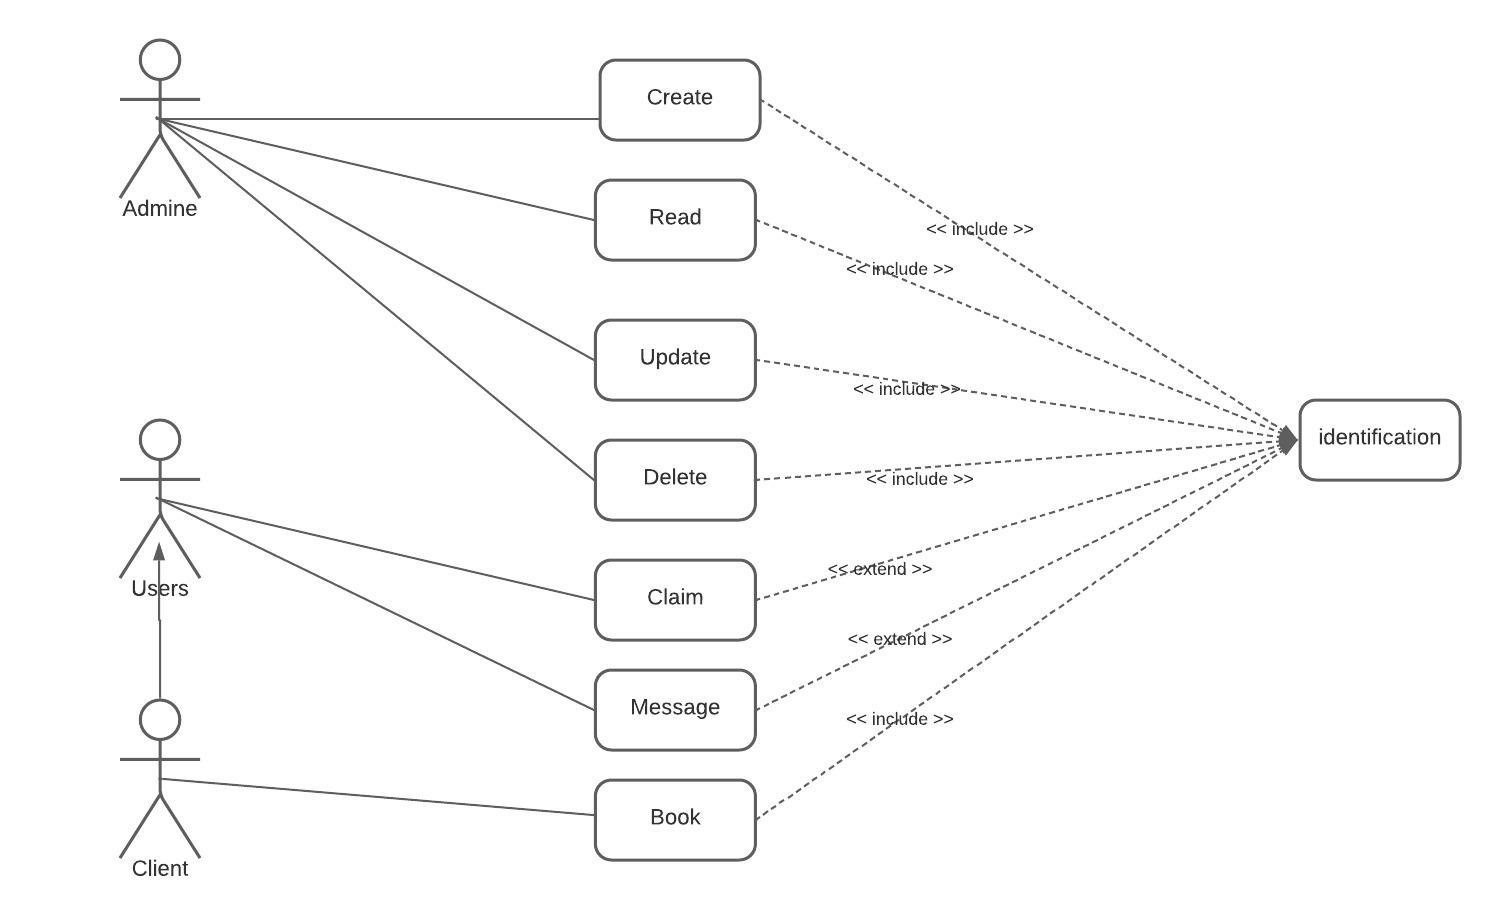 Create
Admine
Read
<< include >>
<< include >>
Update
<< include >>
identification
Delete
<< include >>
Users
Claim
<< extend >>
Message
<< extend >>
<< include >>
Book
Client